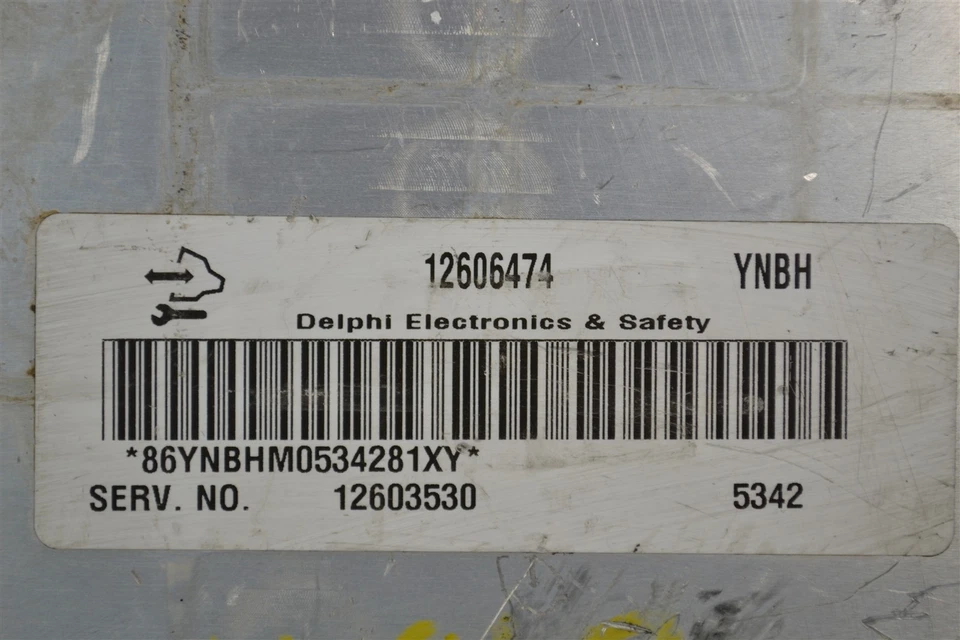 12606474 YNBH
Delphi Electronics & Safety
*86YNBHM0534281XY*
SERV. NO. 12603530 5342